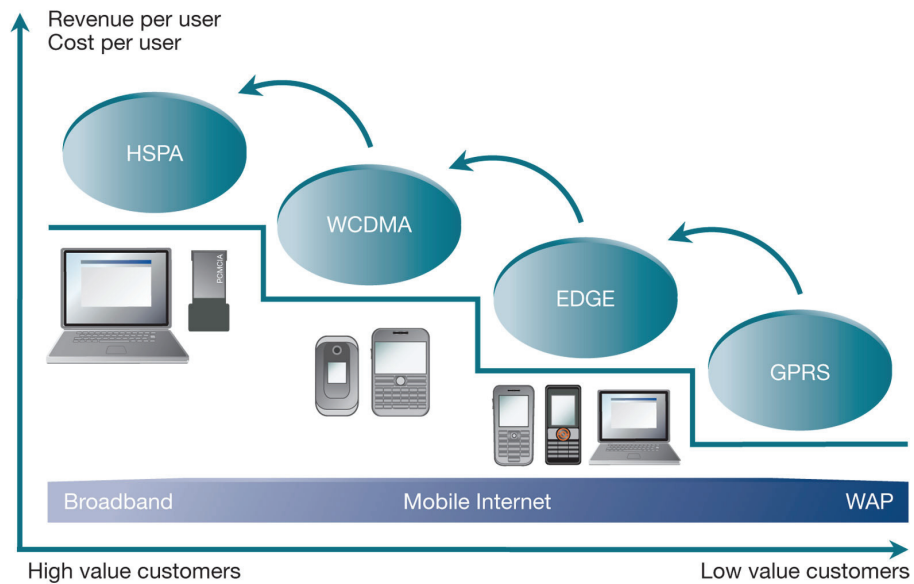 Revenue per user
Cost per user
HSPA
WCDMA
EDGE
GPRS
PCMCIA
Broadband
Mobile Internet
WAP
High value customers
Low value customers